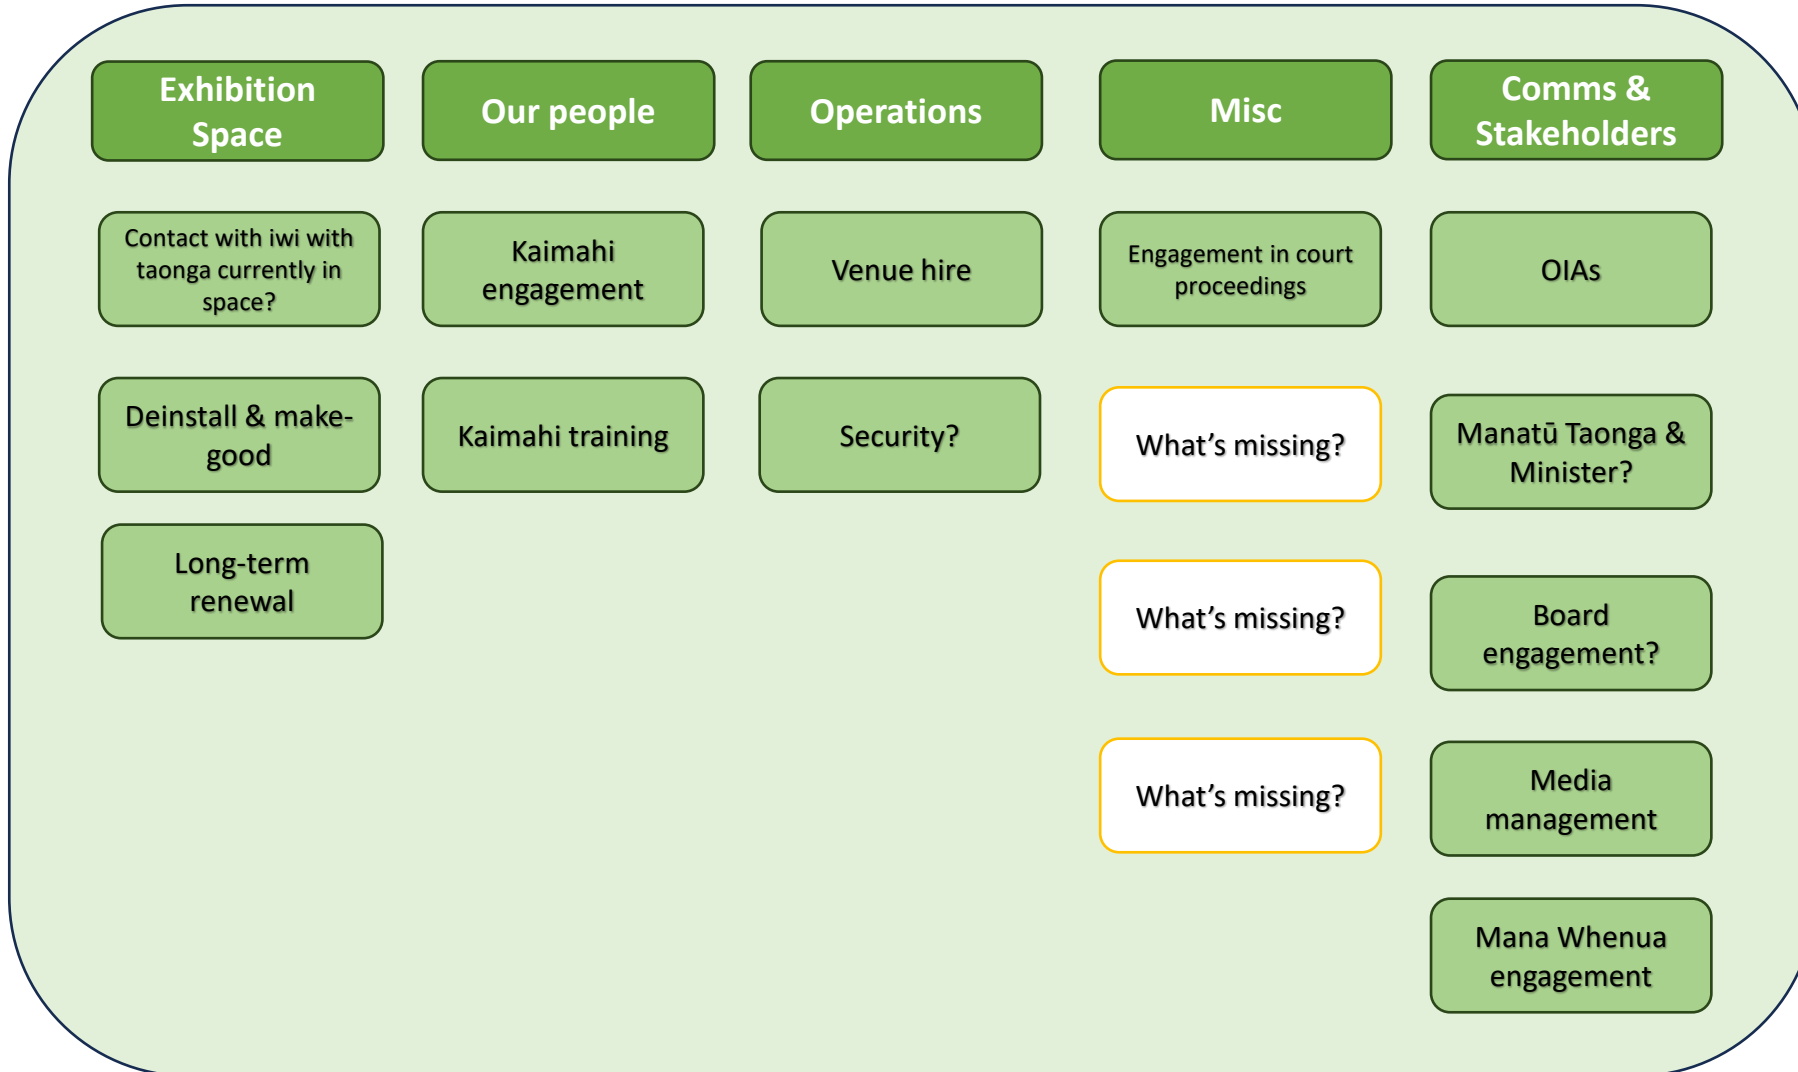 Exhibition
Space
Our people
Operations
Misc
Comms &
Stakeholders
Contact with iwi with
taonga currently in
space?
Kaimahi
engagement
Venue hire
Engagement in court
proceedings
OIAs
Deinstall & make-
good
Kaimahi training
Security?
What's missing?
Manatū Taonga &
Minister?
Long-term
renewal
What's missing?
Board
engagement?
What's missing?
Media
management
Mana Whenua
engagement